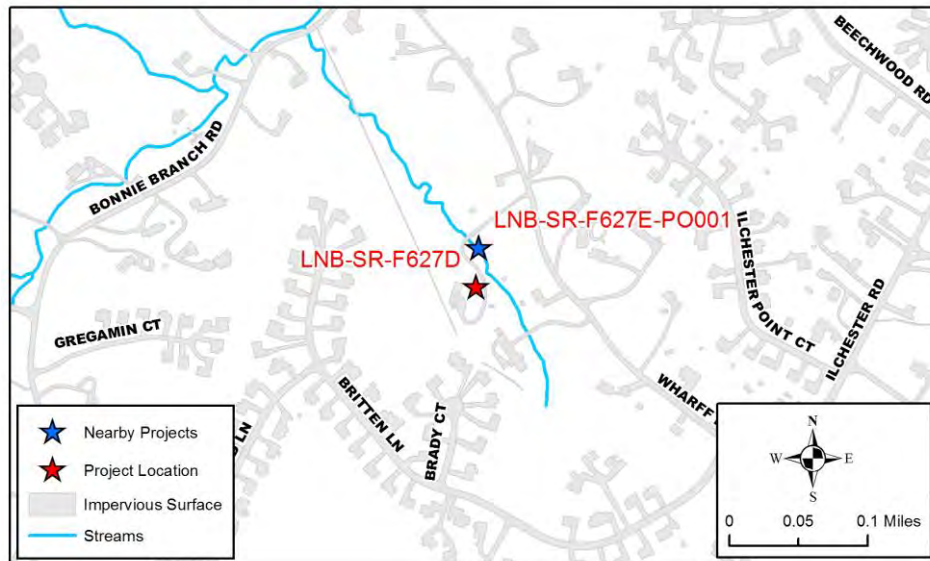 BEECHWOOD RD
BONNIE BRANCH RD
LNB-SR-F627E-PO001
LNB-SR-F627D
ILCHESTER POINT CT
ILCHESTER RD
GREGAMIN CT
BRITTEN LN
BRADY CT
WHARFF
LN
Nearby Projects
Project Location
Impervious Surface
Streams
N
W
E
S
0
0.05
0.1 Miles